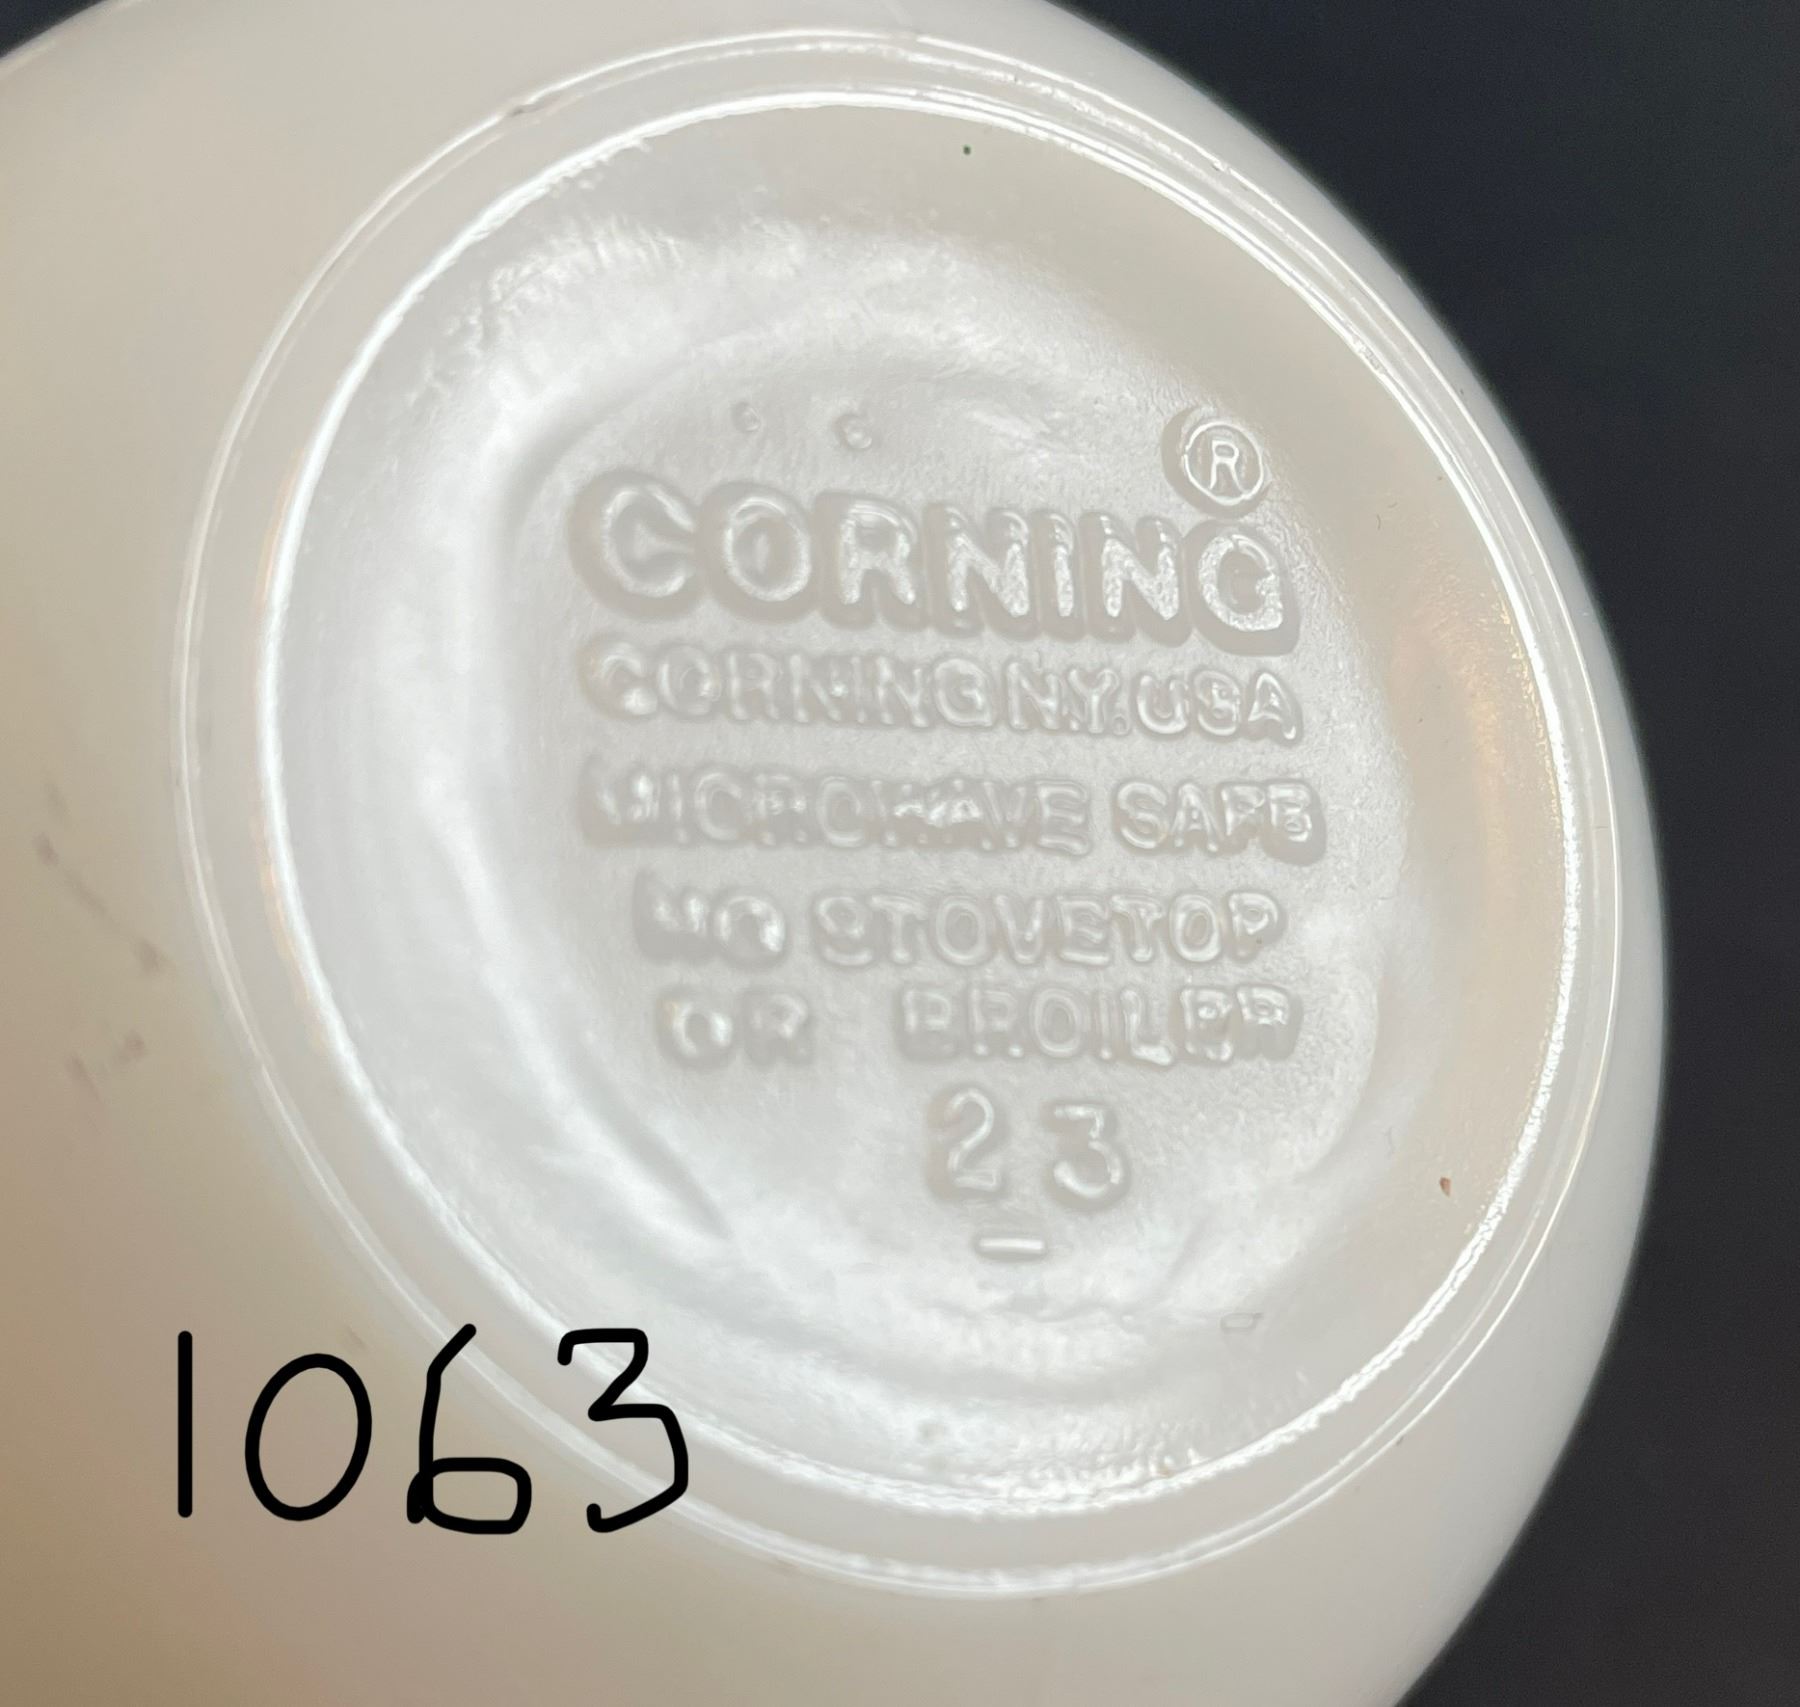 CORNING®
CORNING N.Y. USA
MICROWAVE SAFE
NO STOVETOP
OR BROILER
23
1063